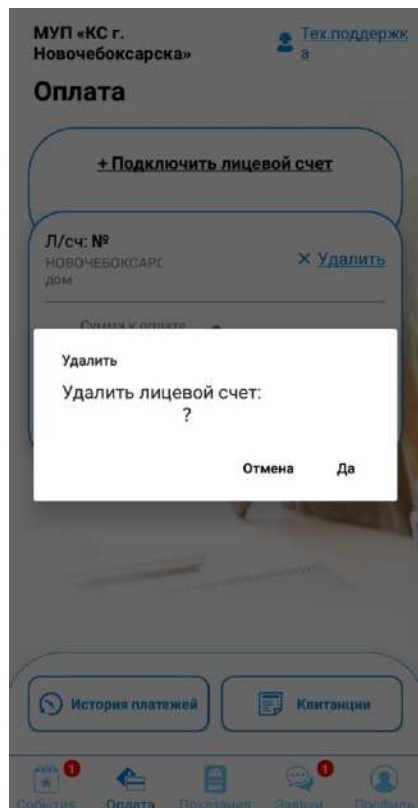 МУП «КС г.
Новочебоксарска»
Тех.поддержк
а
Оплата
+ Подключить лицевой счет
Л/сч: №
НОВОЧЕБОКСАРС
дом
× Удалить
Сумма к оплате
Удалить
Удалить лицевой счет:
?
Отмена Да
История платежей
Квитанции
1 1
События Оплата Показания Заявки Профиль